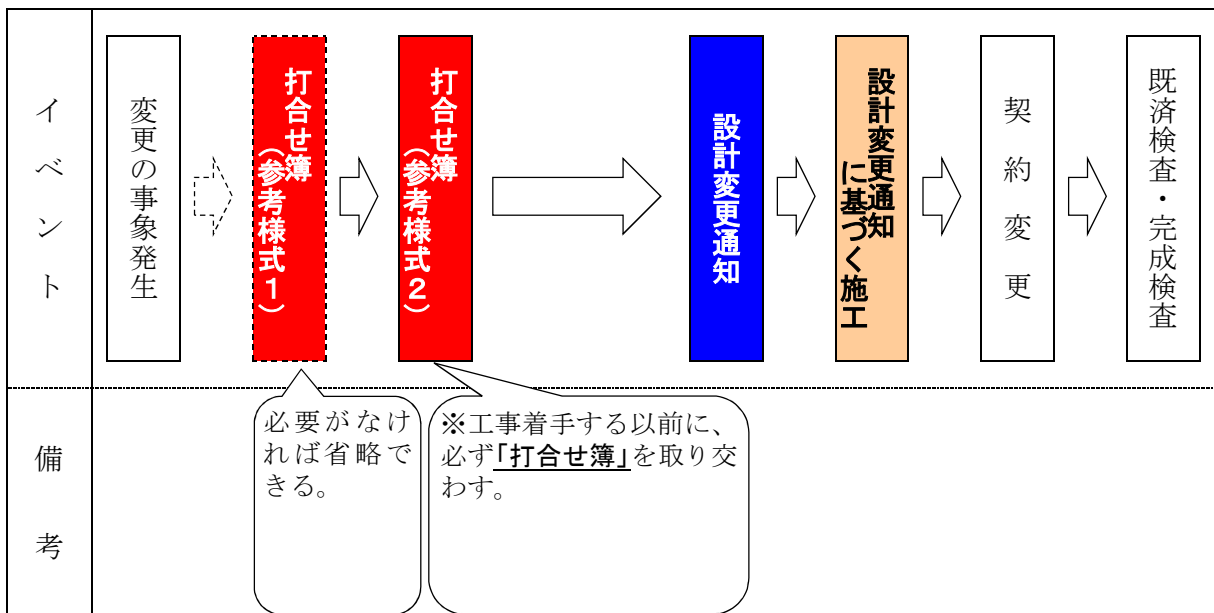 イベント
変更の事象発生
打合せ簿
（参考様式１）
打合せ簿
（参考様式２）
設計変更通知
設計変更通知
に基づく施工
契約変更
既済検査・完成検査
備考
必要がなけ
れば省略で
きる。
※工事着手する以前に、
必ず「打合せ簿」を取り交
わす。